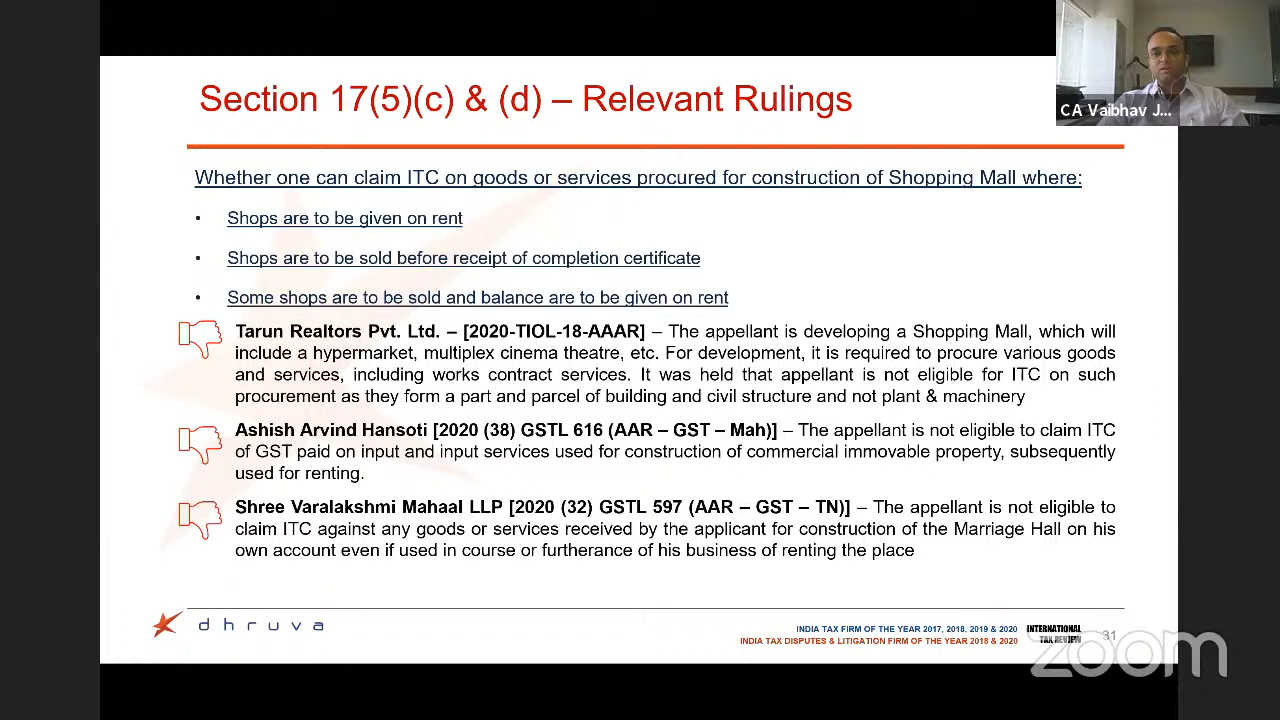 CA Vaibhav J...
Section 17(5)(c) & (d) – Relevant Rulings
Whether one can claim ITC on goods or services procured for construction of Shopping Mall where:
• Shops are to be given on rent
• Shops are to be sold before receipt of completion certificate
• Some shops are to be sold and balance are to be given on rent
Tarun Realtors Pvt. Ltd. – [2020-TIOL-18-AAAR] – The appellant is developing a Shopping Mall, which will
include a hypermarket, multiplex cinema theatre, etc. For development, it is required to procure various goods
and services, including works contract services. It was held that appellant is not eligible for ITC on such
procurement as they form a part and parcel of building and civil structure and not plant & machinery
Ashish Arvind Hansoti [2020 (38) GSTL 616 (AAR – GST – Mah)] – The appellant is not eligible to claim ITC
of GST paid on input and input services used for construction of commercial immovable property, subsequently
used for renting.
Shree Varalakshmi Mahaal LLP [2020 (32) GSTL 597 (AAR – GST – TN)] – The appellant is not eligible to
claim ITC against any goods or services received by the applicant for construction of the Marriage Hall on his
own account even if used in course or furtherance of his business of renting the place
dhruva
INDIA TAX FIRM OF THE YEAR 2017, 2018, 2019 & 2020
INDIA TAX DISPUTES & LITIGATION FIRM OF THE YEAR 2018 & 2020
INTERNATIONAL
TAX REVIEW
31
zoom